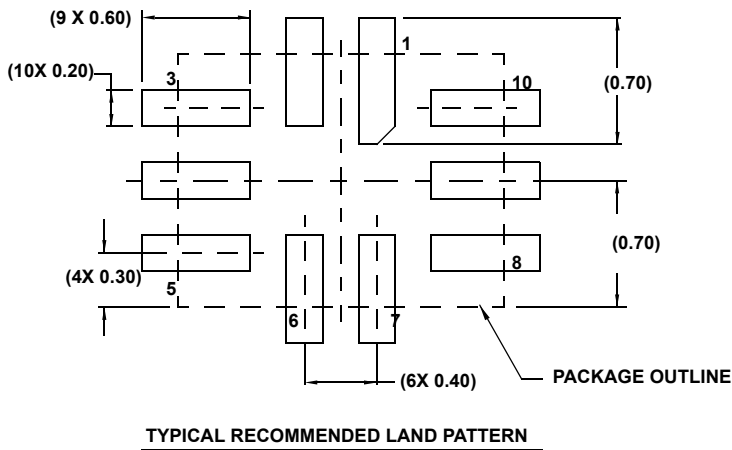 (9 X 0.60)
1
(10X 0.20)
3
10
(0.70)
(0.70)
(4X 0.30)
5
8
6
7
(6X 0.40)
PACKAGE OUTLINE
TYPICAL RECOMMENDED LAND PATTERN